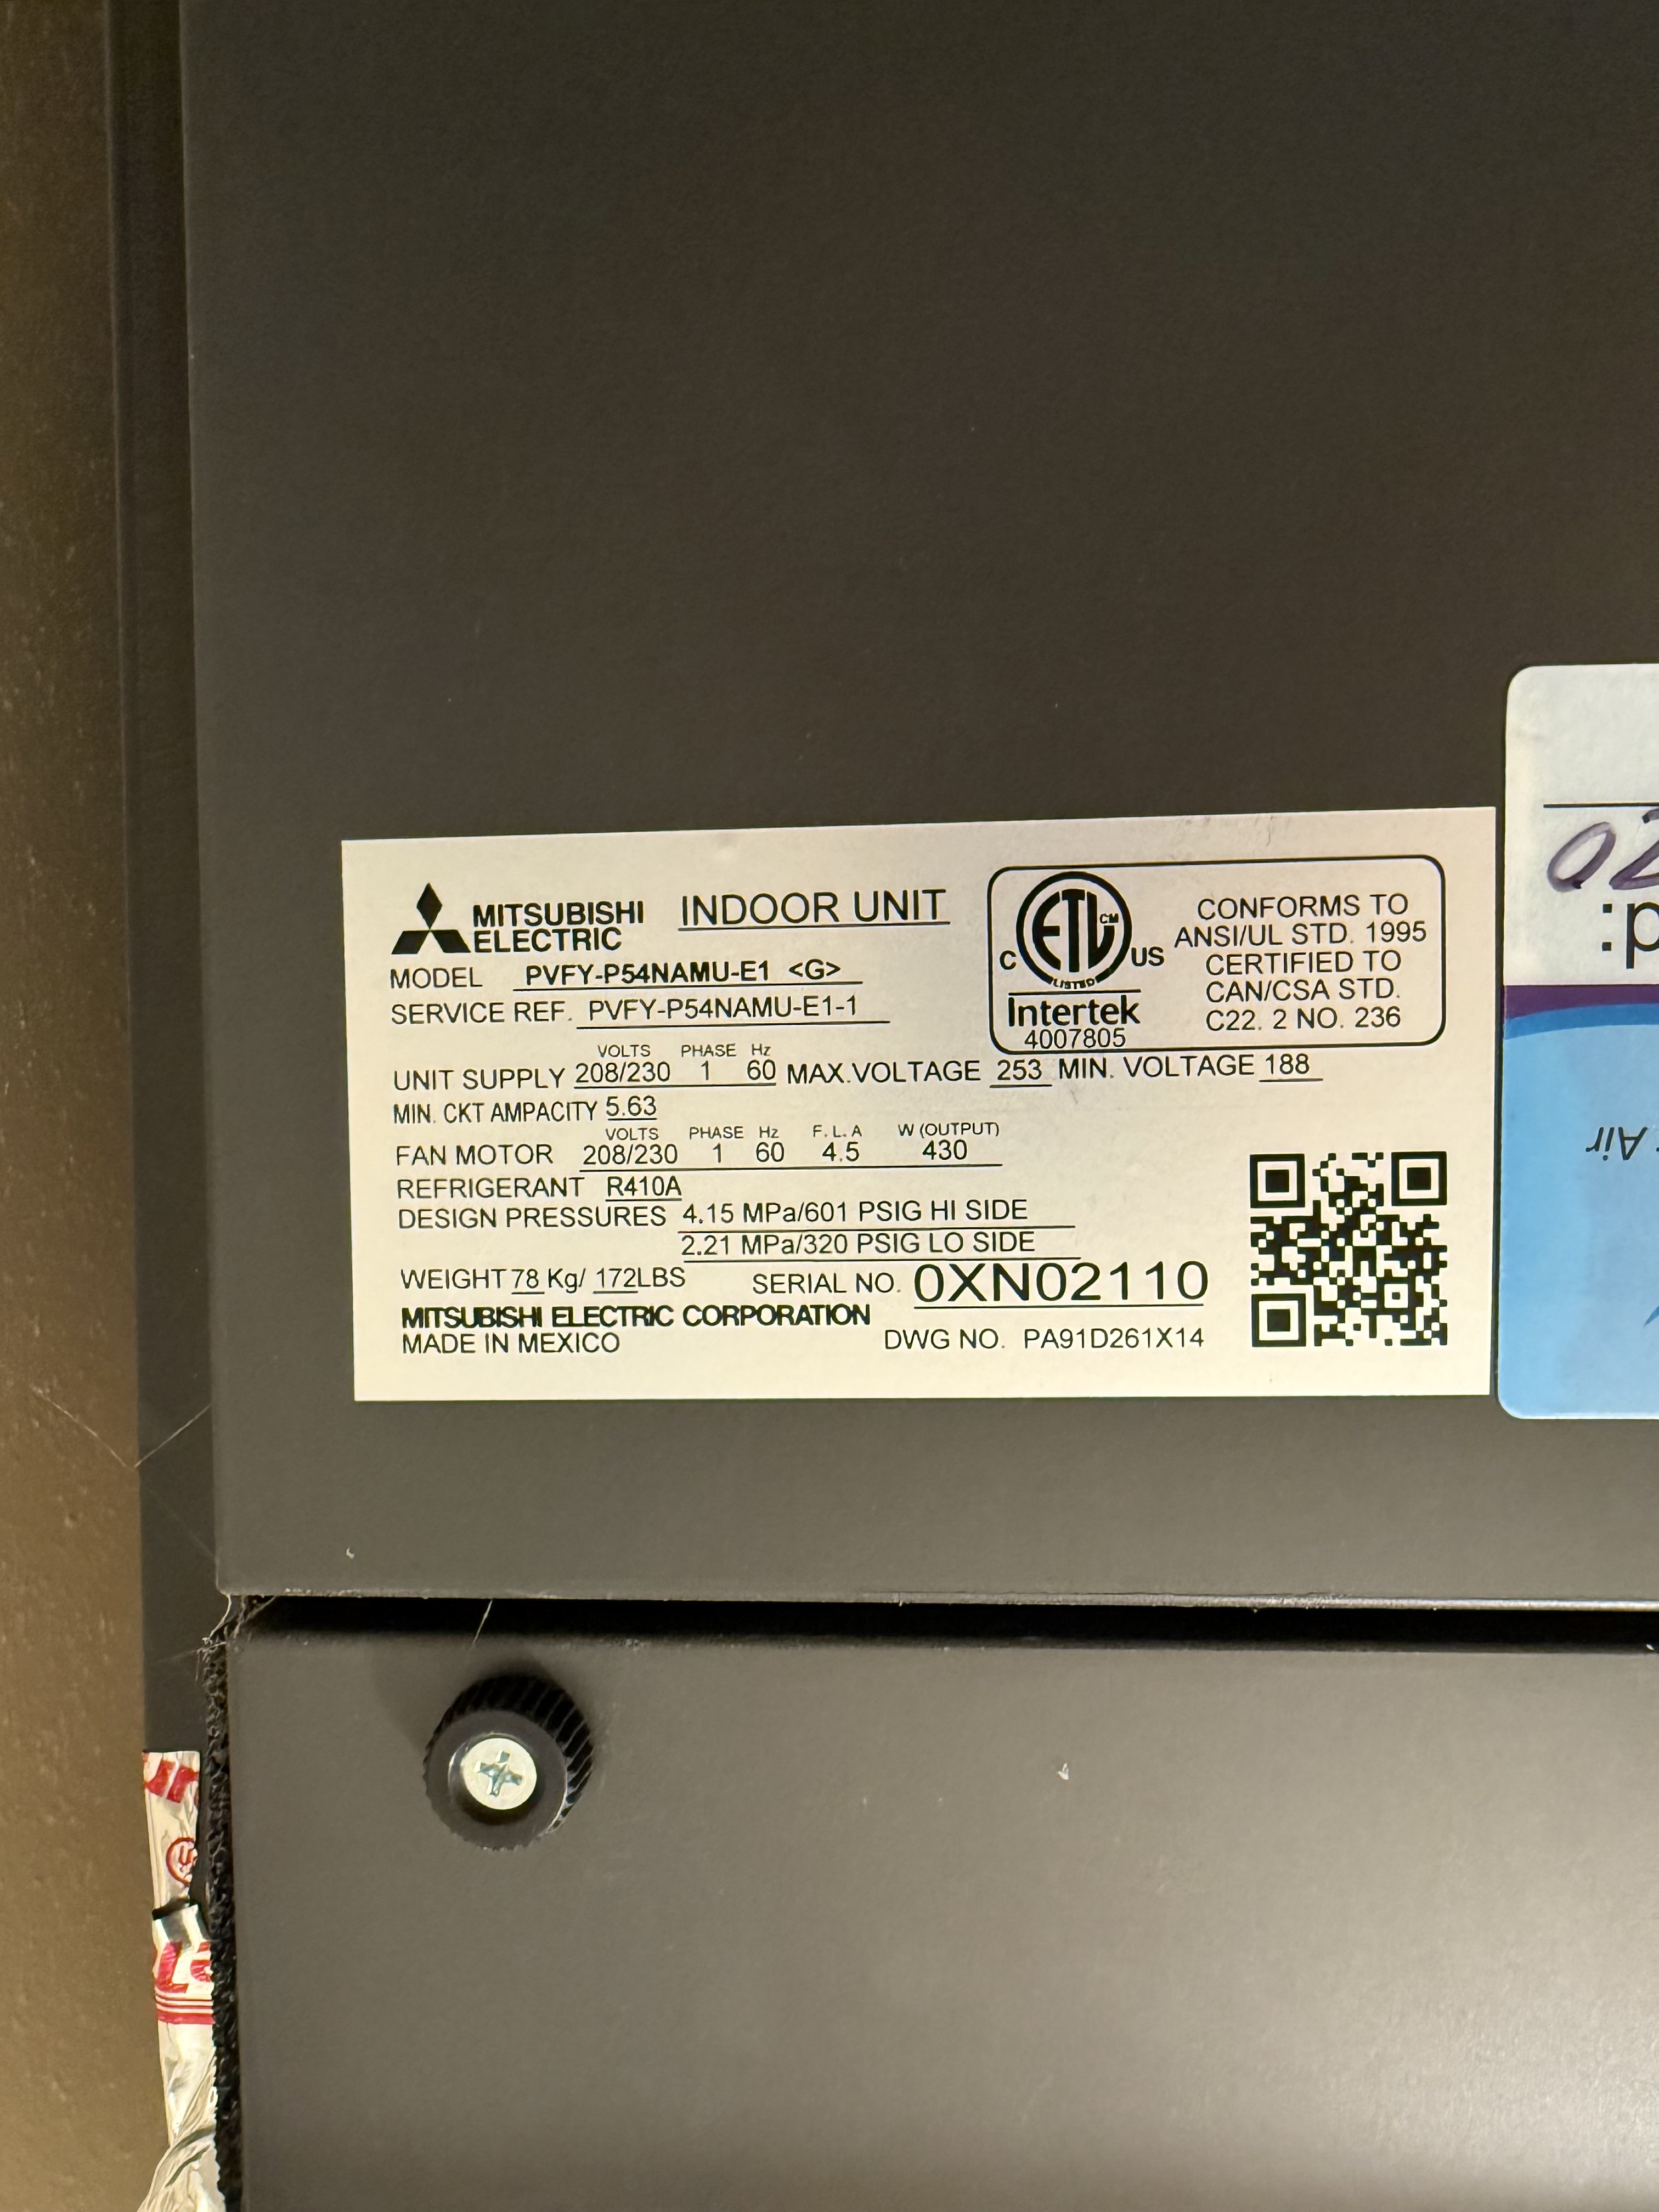 MITSUBISHI ELECTRIC INDOOR UNIT
MODEL PVFY-P54NAMU-E1 <G>
SERVICE REF. PVFY-P54NAMU-E1-1
C ETL CM US
LISTED
Intertek
4007805
CONFORMS TO
ANSI/UL STD. 1995
CERTIFIED TO
CAN/CSA STD.
C22. 2 NO. 236
VOLTS PHASE Hz
UNIT SUPPLY 208/230 1 60 MAX.VOLTAGE 253 MIN. VOLTAGE 188
MIN. CKT AMPACITY 5.63
VOLTS PHASE Hz F.L.A W (OUTPUT)
FAN MOTOR 208/230 1 60 4.5 430
REFRIGERANT R410A
DESIGN PRESSURES 4.15 MPa/601 PSIG HI SIDE
2.21 MPa/320 PSIG LO SIDE
WEIGHT 78 Kg/ 172LBS SERIAL NO. 0XN02110
MITSUBISHI ELECTRIC CORPORATION
MADE IN MEXICO DWG NO. PA91D261X14
Air